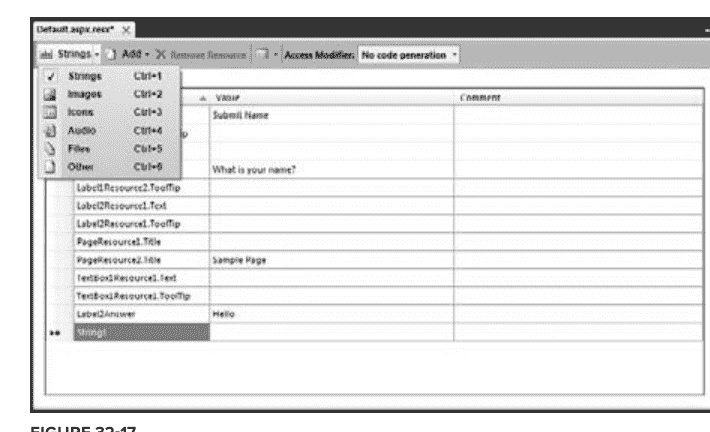 Default.aspx.resx*
Strings Add Remove Resource Access Modifier: No code generation
Strings Ctrl+1
Images Ctrl+2
Icons Ctrl+3
Audio Ctrl+4
Files Ctrl+5
Other Ctrl+6
Value Comment
Submit Name
What is your name?
Label1Resource2.ToolTip
Label2Resource1.Text
Label2Resource1.ToolTip
PageResource1.Title
PageResource2.Title Sample Page
TextBox1Resource1.Text
TextBox1Resource1.ToolTip
Label2Answer Hello
String1
FIGURE 32-17